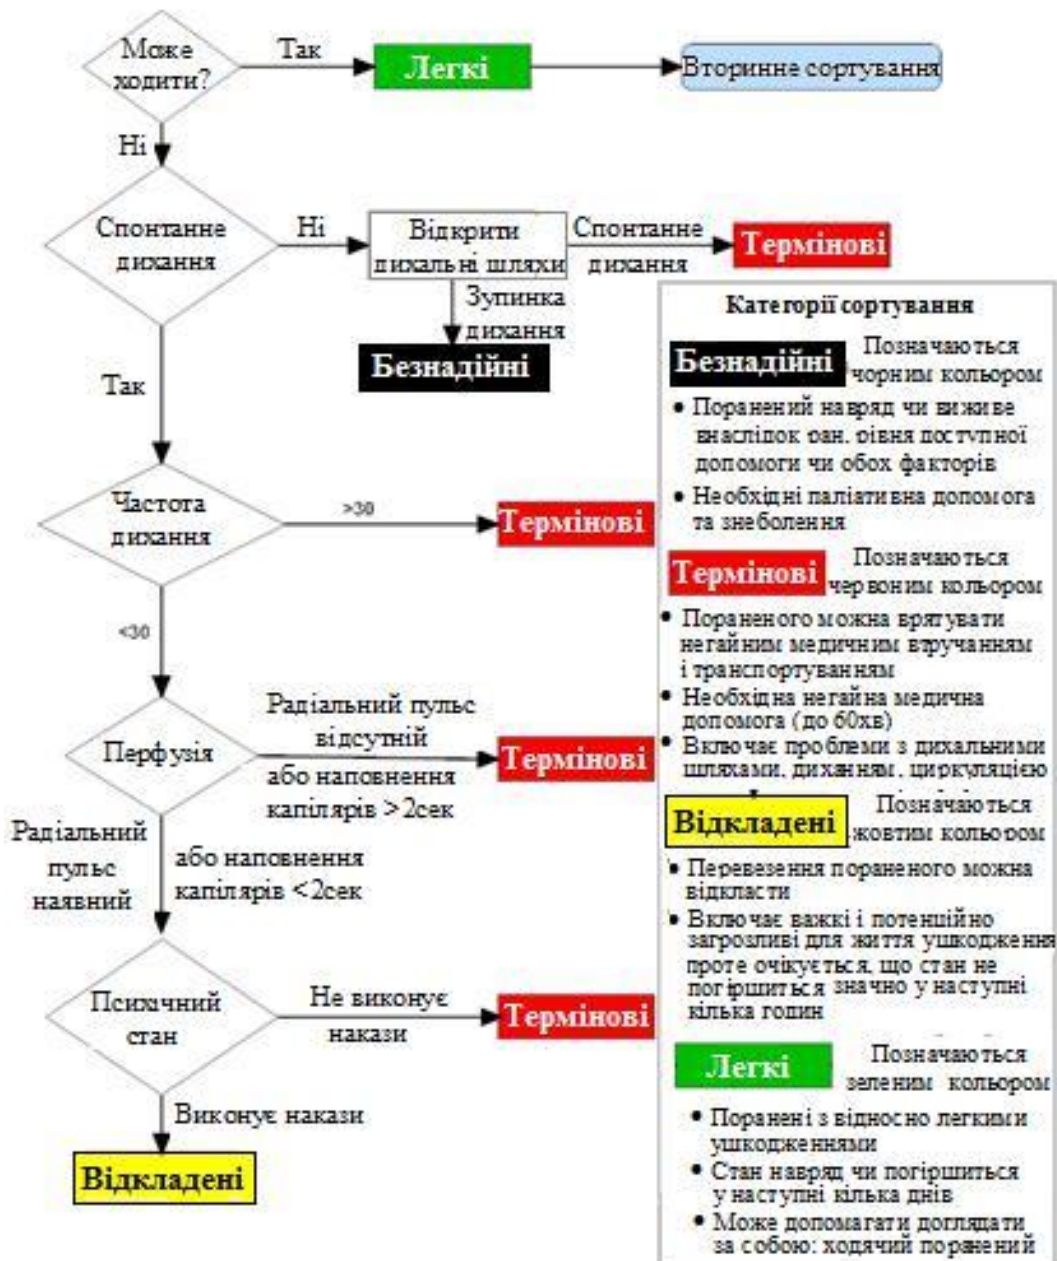 Може
ходити?
Так
Легкі
Вторинне сортування
Ні
Спонтанне
дихання
Ні
Відкрити
дихальні шляхи
Спонтанне
дихання
Термінові
Зупинка
дихання
Безнадійні
Так
Частота
дихання
>30
Термінові
<30
Перфузія
Радіальний пульс
відсутній
або наповнення
капілярів >2сек
Термінові
Радіальний
пульс
наявний
або наповнення
капілярів <2сек
Психічний
стан
Не виконує
накази
Термінові
Виконує накази
Відкладені
Категорії сортування
Безнадійні
Позначаються
чорним кольором
• Поранений навряд чи виживе
внаслідок ран, рівня доступної
допомоги чи обох факторів
• Необхідні паліативна допомога
та знеболення
Термінові
Позначаються
червоним кольором
• Пораненого можна врятувати
негайним медичним втручанням
і транспортуванням
• Необхідна негайна медична
допомога (до 60хв)
• Включає проблеми з дихальними
шляхами, диханням, циркуляцією
Відкладені
Позначаються
жовтим кольором
• Перевезення пораненого можна
відкласти
• Включає важкі і потенційно
загрозливі для життя ушкодження
проте очікується, що стан не
погіршиться значно у наступні
кілька годин
Легкі
Позначаються
зеленим кольором
• Поранені з відносно легкими
ушкодженнями
• Стан навряд чи погіршиться
у наступні кілька днів
• Може допомагати доглядати
за собою: ходячий поранений